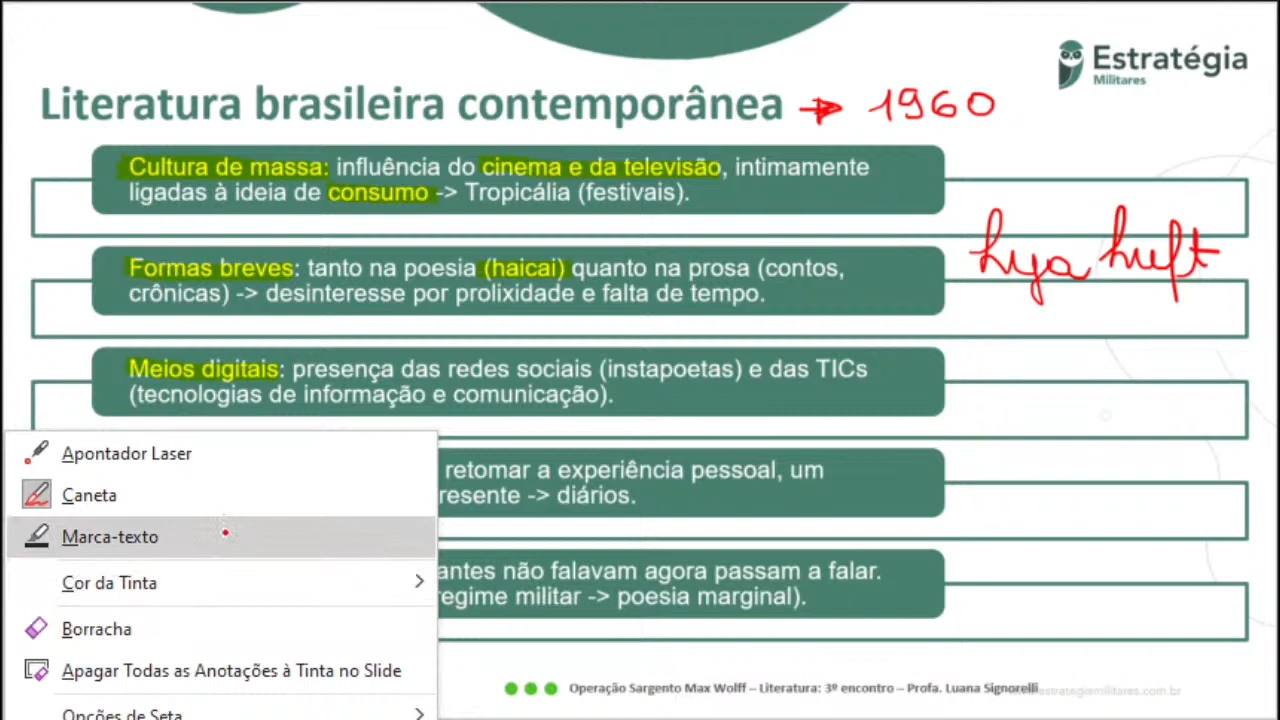 Estratégia
Militares
Literatura brasileira contemporânea → 1960
Cultura de massa: influência do cinema e da televisão, intimamente
ligadas à ideia de consumo -> Tropicália (festivais).
lya luft
Formas breves: tanto na poesia (haicai) quanto na prosa (contos,
crônicas) -> desinteresse por prolixidade e falta de tempo.
Meios digitais: presença das redes sociais (instapoetas) e das TICs
(tecnologias de informação e comunicação).
retomar a experiência pessoal, um
resente -> diários.
antes não falavam agora passam a falar.
egime militar -> poesia marginal).
Apontador Laser
Caneta
Marca-texto
Cor da Tinta
Borracha
Apagar Todas as Anotações à Tinta no Slide
Opções de Seta
Operação Sargento Max Wolff – Literatura: 3º encontro – Profa. Luana Signorelli
estrategiamilitares.com.br